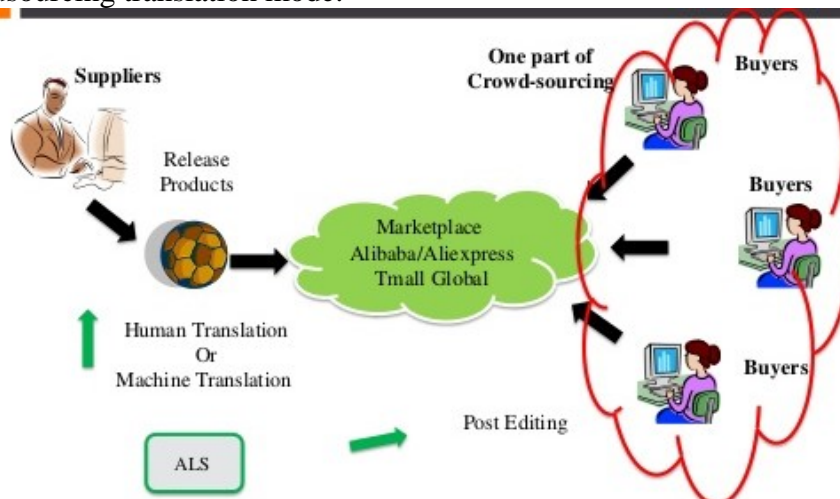 Suppliers
One part of
Crowd-sourcing
Buyers
Release
Products
Marketplace
Alibaba/Aliexpress
Tmall Global
Buyers
Human Translation
Or
Machine Translation
Buyers
Post Editing
ALS